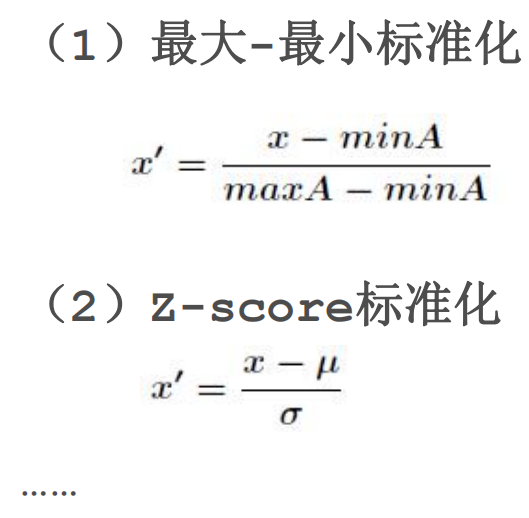 （1）最大-最小标准化
x′ = (x − minA) / (maxA − minA)
（2）Z-score标准化
x′ = (x − μ) / σ
……